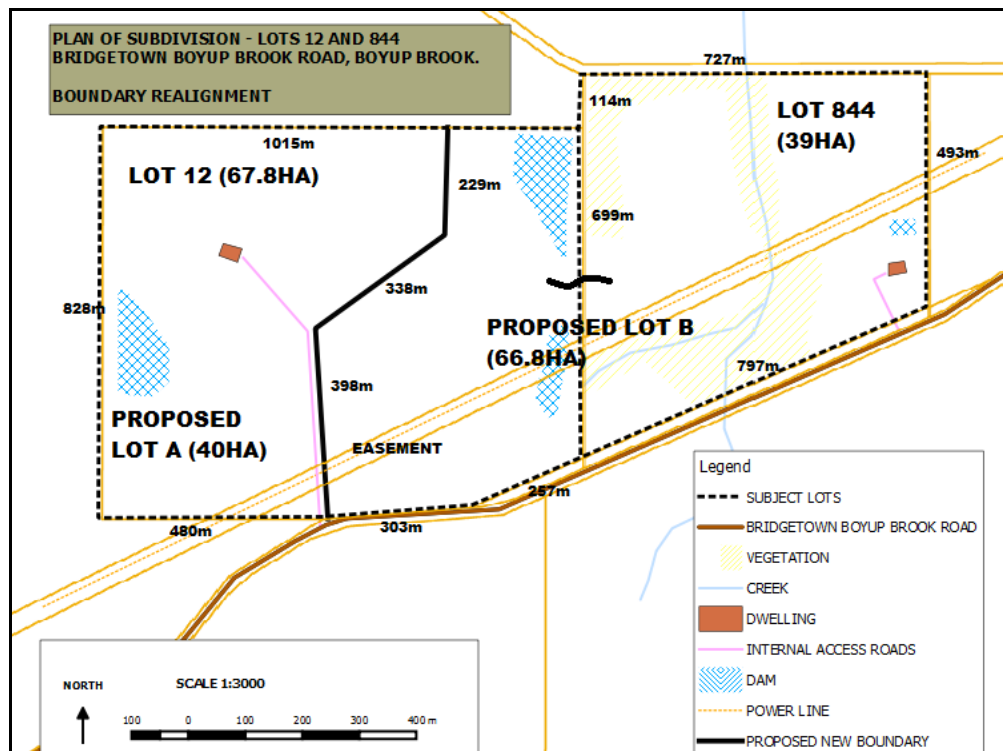 PLAN OF SUBDIVISION - LOTS 12 AND 844
BRIDGETOWN BOYUP BROOK ROAD, BOYUP BROOK.
BOUNDARY REALIGNMENT
727m
114m
LOT 844
(39HA)
1015m
493m
LOT 12 (67.8HA)
229m
699m
338m
828m
PROPOSED LOT B
(66.8HA)
797m
398m
PROPOSED
LOT A (40HA)
EASEMENT
257m
480m
303m
Legend
SUBJECT LOTS
BRIDGETOWN BOYUP BROOK ROAD
VEGETATION
CREEK
DWELLING
INTERNAL ACCESS ROADS
DAM
POWER LINE
PROPOSED NEW BOUNDARY
NORTH
SCALE 1:3000
100 0 100 200 300 400 m